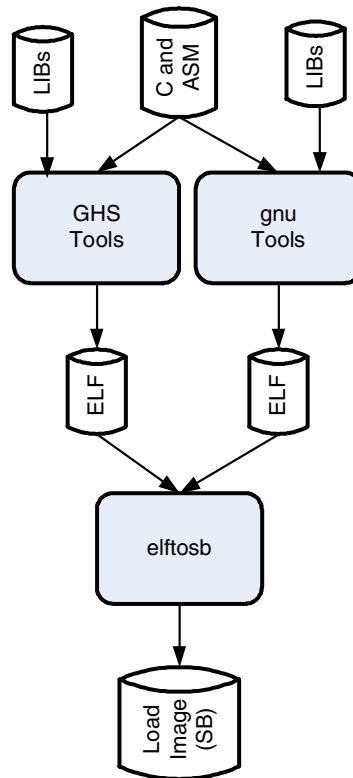 LIBs
C and
ASM
LIBs
GHS
Tools
gnu
Tools
ELF
ELF
elftosb
Load
Image
(SB)